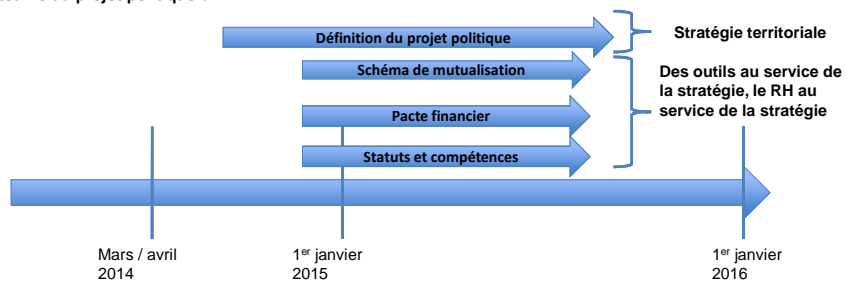 Définition du projet politique
Stratégie territoriale
Schéma de mutualisation
Des outils au service de
la stratégie, le RH au
service de la stratégie
Pacte financier
Statuts et compétences
Mars / avril
2014
1er janvier
2015
1er janvier
2016